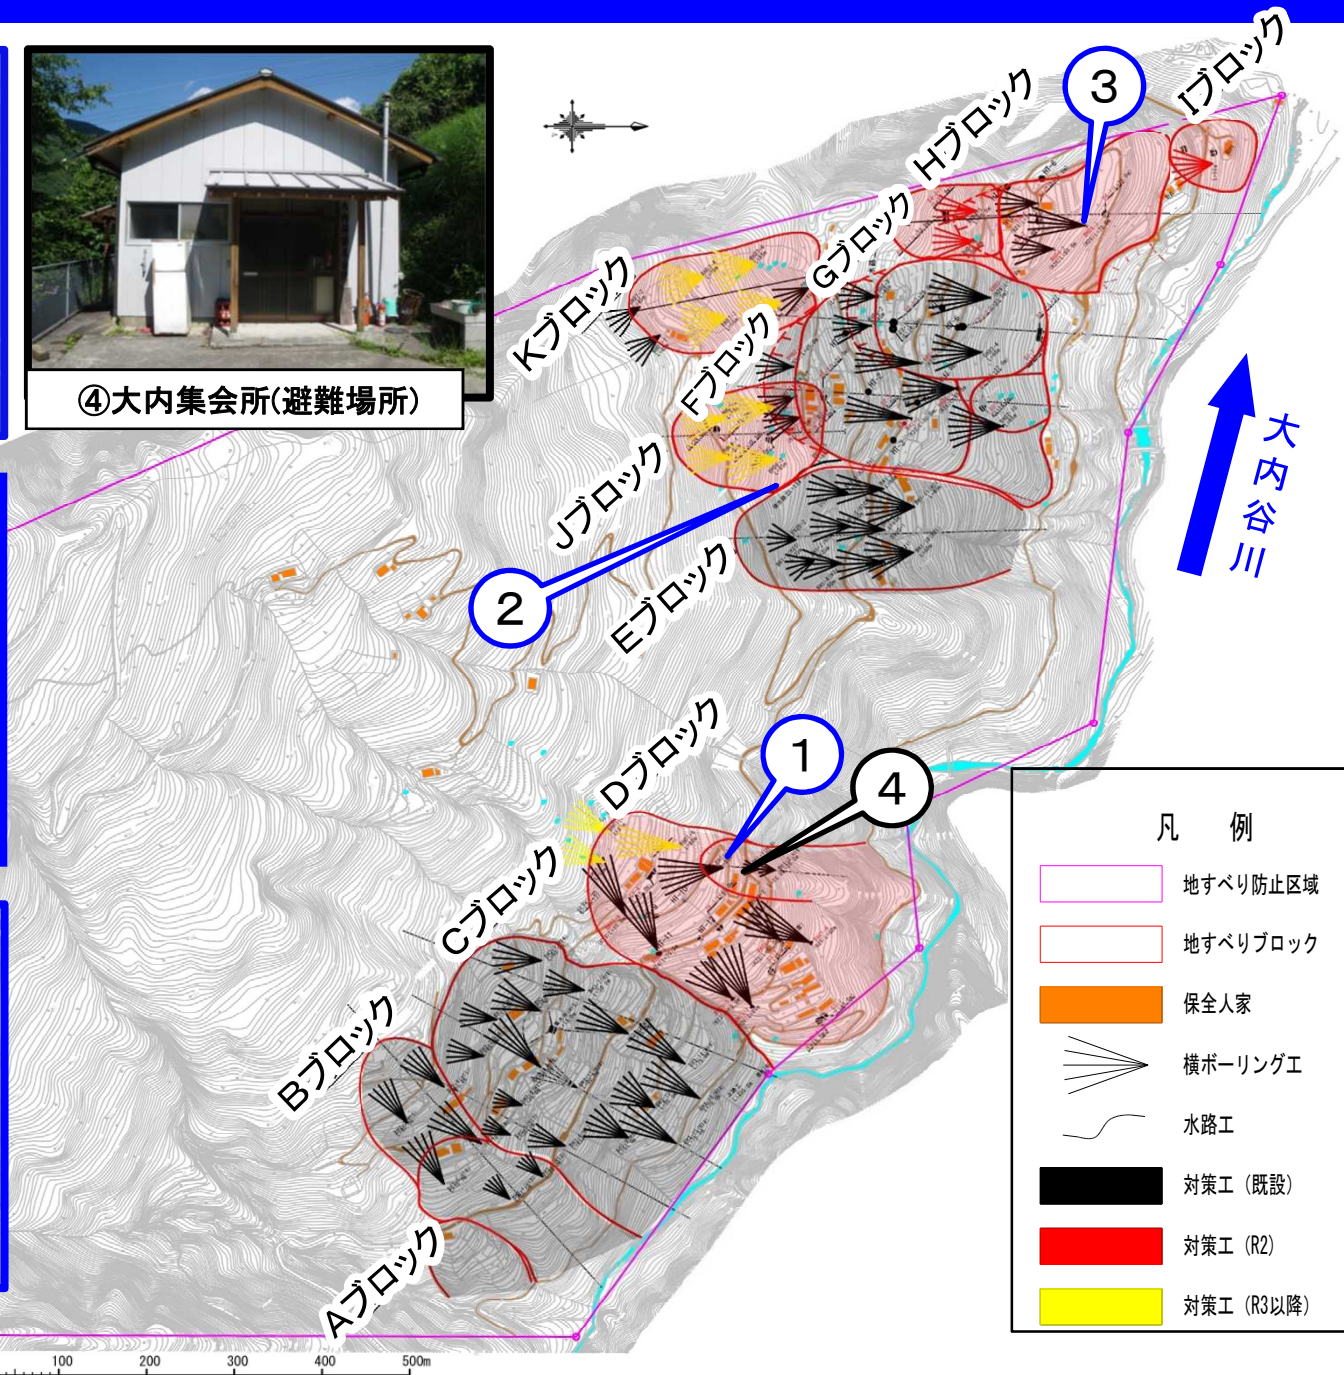 ④大内集会所(避難場所)
Iブロック
Hブロック
Gブロック
Kブロック
Fブロック
Jブロック
Eブロック
Dブロック
Cブロック
Bブロック
Aブロック
3
2
1
4
大内谷川
凡 例
地すべり防止区域
地すべりブロック
保全人家
横ボーリング工
水路工
対策工（既設）
対策工（R2）
対策工（R3以降）
100 200 300 400 500m